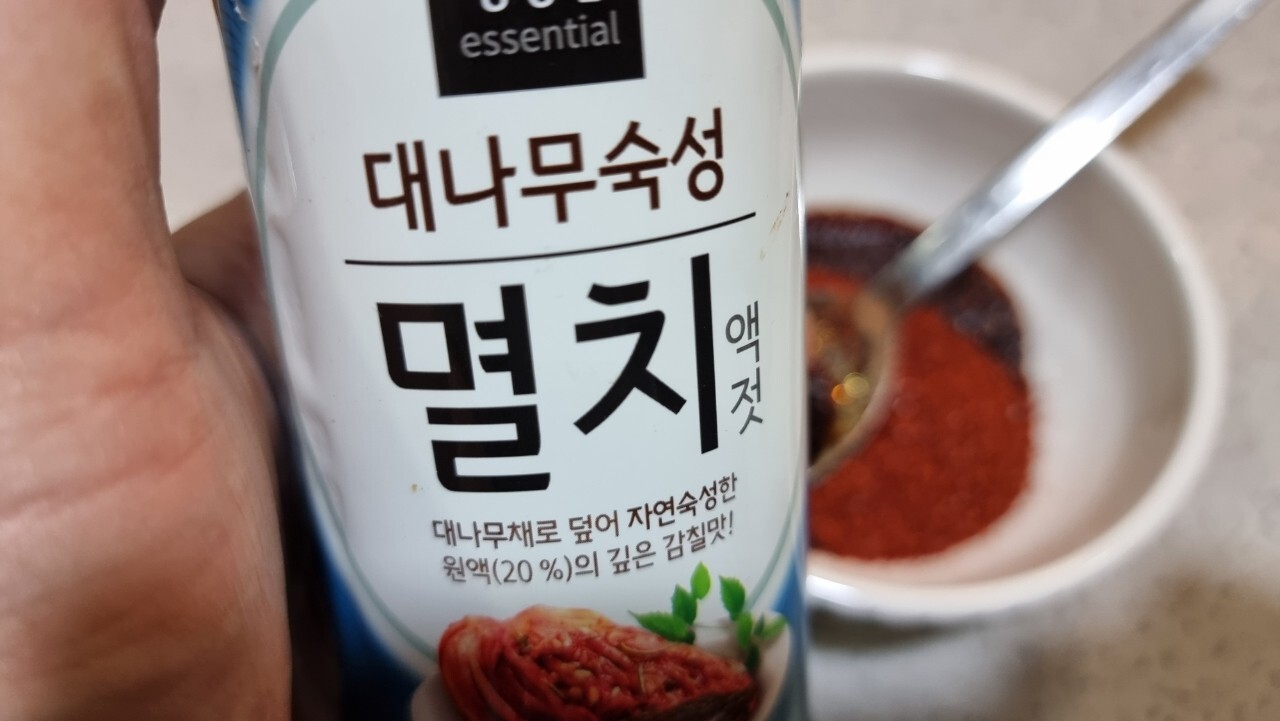 essential
대나무숙성
멸치
액젓
대나무채로 덮어 자연숙성한
원액(20 %)의 깊은 감칠맛!